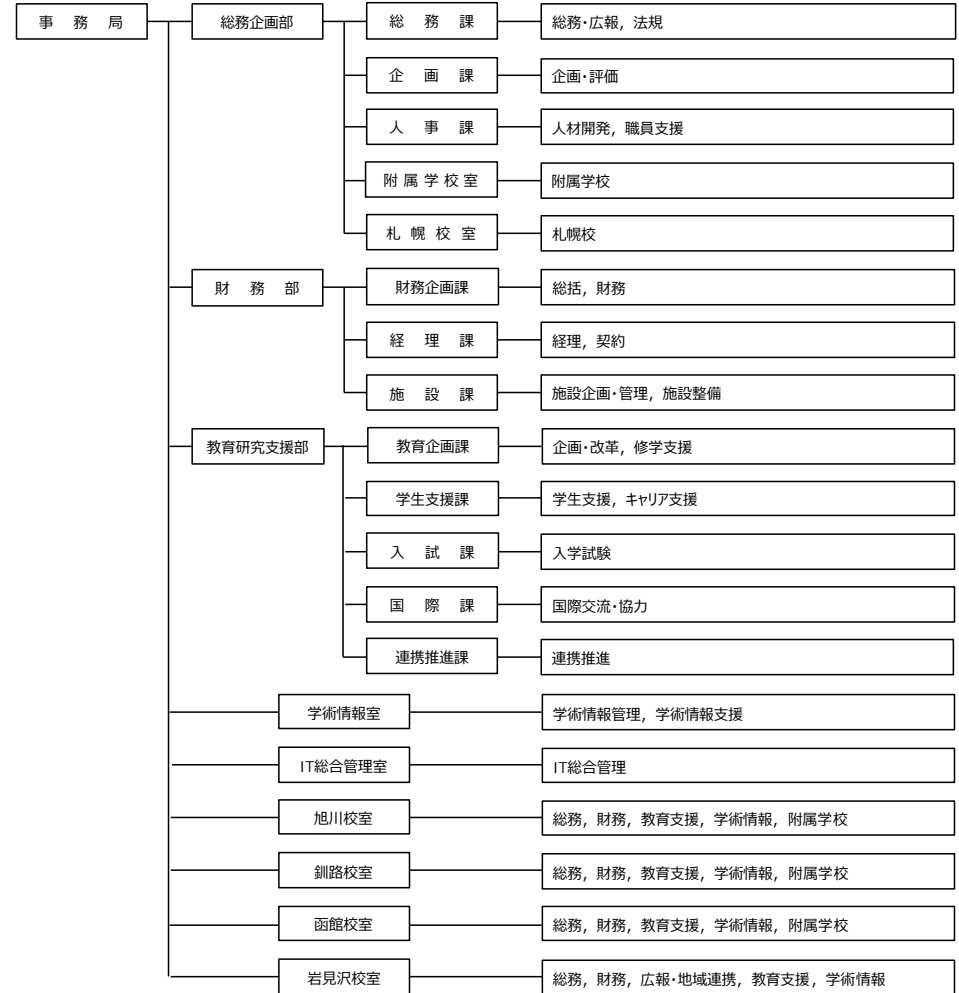 事 務 局 総務企画部 総 務 課 総務・広報，法規
企 画 課 企画・評価
人 事 課 人材開発，職員支援
附 属 学 校 室 附属学校
札 幌 校 室 札幌校
財 務 部 財務企画課 総括，財務
経 理 課 経理，契約
施 設 課 施設企画・管理，施設整備
教育研究支援部 教育企画課 企画・改革，修学支援
学生支援課 学生支援，キャリア支援
入 試 課 入学試験
国 際 課 国際交流・協力
連携推進課 連携推進
学術情報室 学術情報管理，学術情報支援
IT総合管理室 IT総合管理
旭川校室 総務，財務，教育支援，学術情報，附属学校
釧路校室 総務，財務，教育支援，学術情報，附属学校
函館校室 総務，財務，教育支援，学術情報，附属学校
岩見沢校室 総務，財務，広報・地域連携，教育支援，学術情報